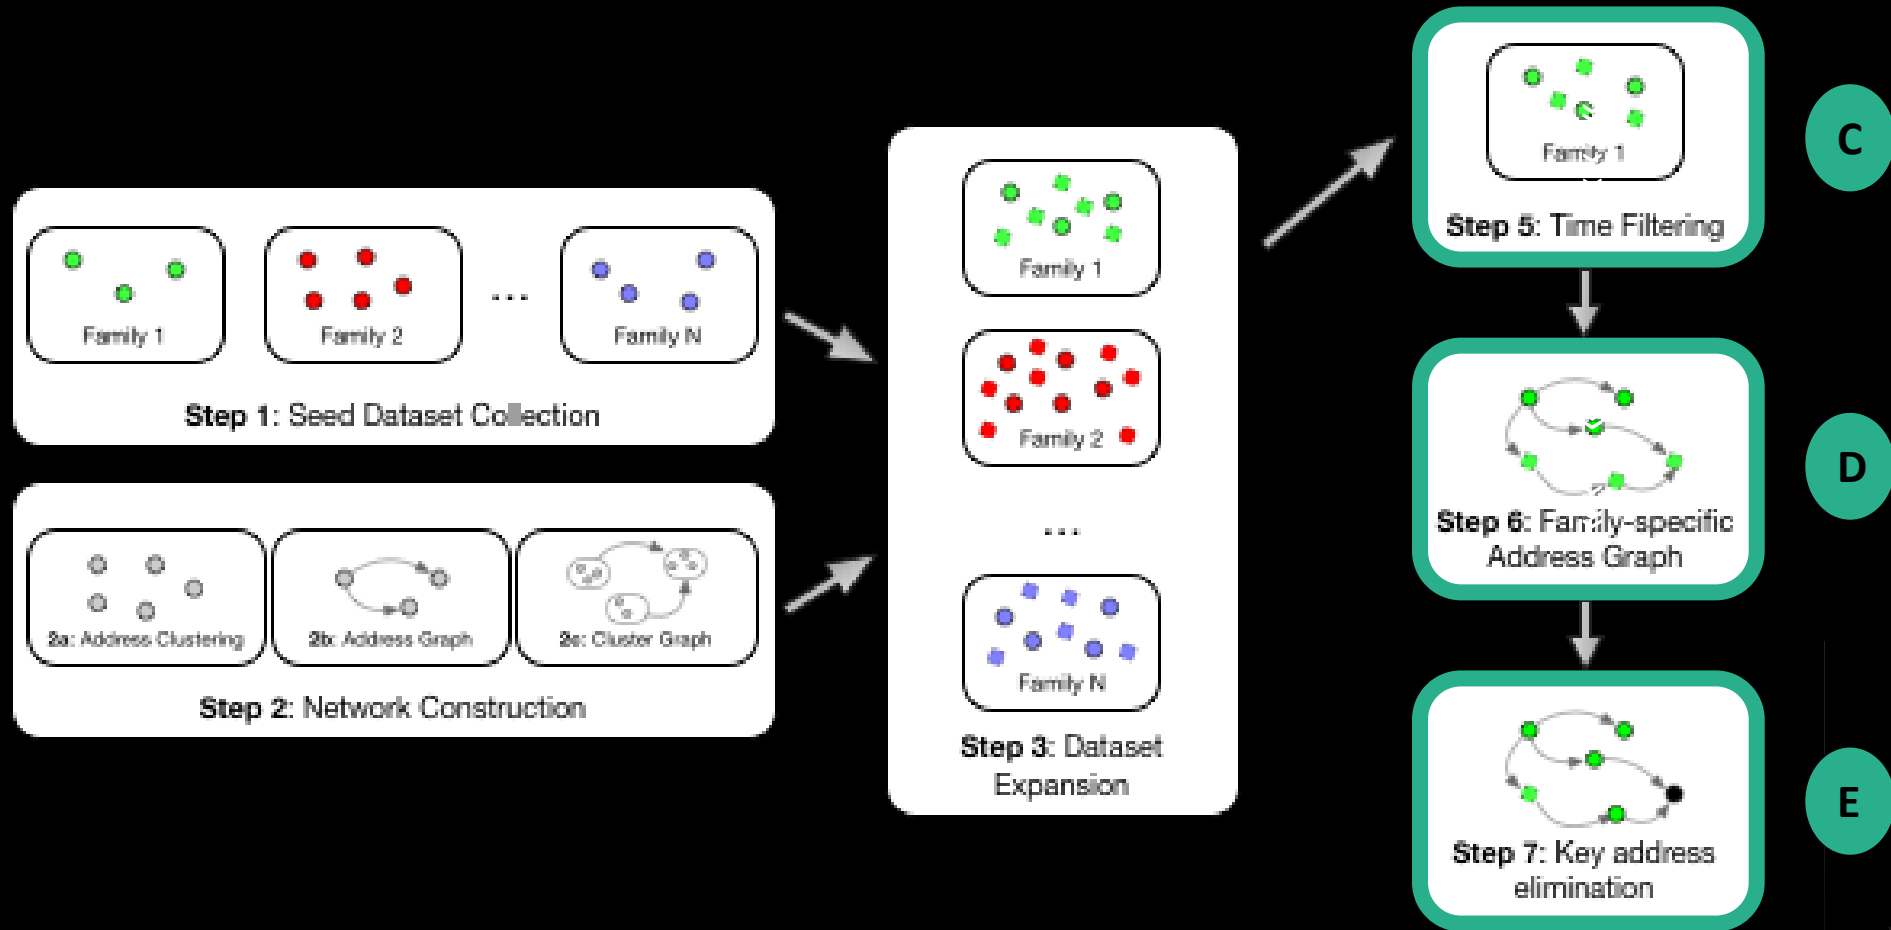 Family 1
Family 2
...
Family N
Step 1: Seed Dataset Collection
2a: Address Clustering
2b: Address Graph
2c: Cluster Graph
Step 2: Network Construction
Family 1
Family 2
...
Family N
Step 3: Dataset
Expansion
Family 1
Step 5: Time Filtering
C
Step 6: Family-specific
Address Graph
D
Step 7: Key address
elimination
E